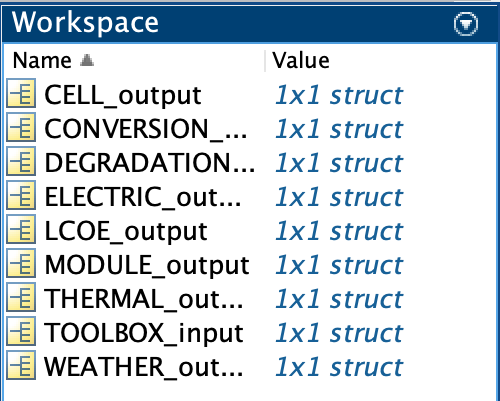 Workspace
Name Value
CELL_output 1x1 struct
CONVERSION_... 1x1 struct
DEGRADATION... 1x1 struct
ELECTRIC_out... 1x1 struct
LCOE_output 1x1 struct
MODULE_output 1x1 struct
THERMAL_out... 1x1 struct
TOOLBOX_input 1x1 struct
WEATHER_out... 1x1 struct